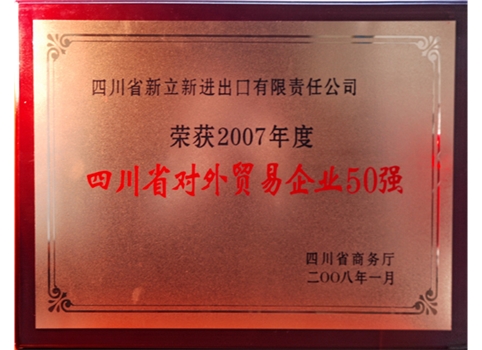 四川省新立新进出口有限责任公司
荣获2007年度
四川省对外贸易企业50强
四川省商务厅
二〇〇八年一月